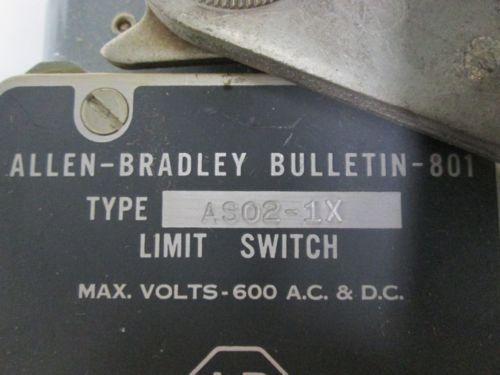 ALLEN-BRADLEY BULLETIN-801
TYPE AS02-1X
LIMIT SWITCH
MAX. VOLTS-600 A.C. & D.C.